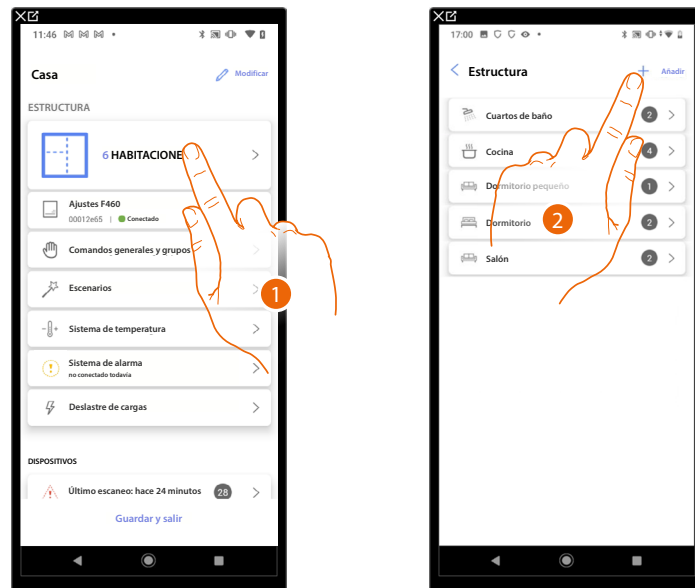 11:46
Casa
Modificar
ESTRUCTURA
6 HABITACIONE
Ajustes F460
00012e65 | Conectado
Comandos generales y grupos
Escenarios
1
Sistema de temperatura
Sistema de alarma
no conectado todavía
Deslastre de cargas
DISPOSITIVOS
Último escaneo: hace 24 minutos 28
Guardar y salir
17:00
Estructura
Añadir
Cuartos de baño 2
Cocina 4
Dormitorio pequeño 1
Dormitorio 2
2
Salón 2